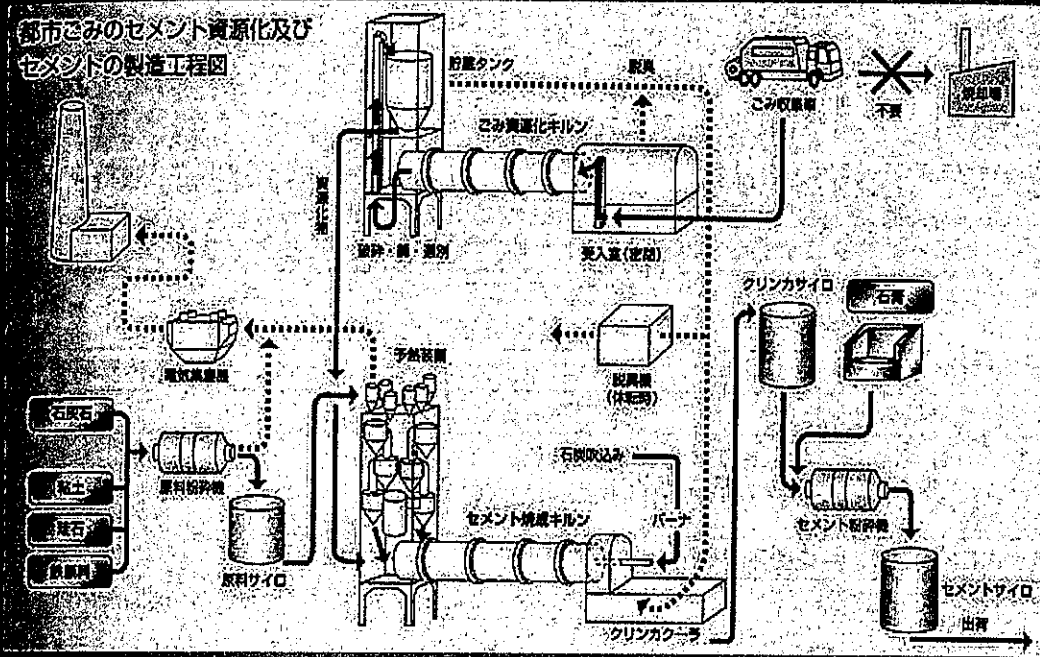 都市ごみのセメント資源化及び
セメントの製造工程図
貯蔵タンク
脱臭
ごみ収集車
不要
焼却場
ごみ資源化キルン
資源化物
破砕・篩・選別
受入室(密閉)
クリンカサイロ
石膏
電気集塵機
予熱装置
脱臭機
(休転時)
石灰石
粘土
珪石
鉄原料
原料粉砕機
原料サイロ
石炭吹込み
セメント焼成キルン
バーナ
クリンカクーラ
セメント粉砕機
セメントサイロ
出荷